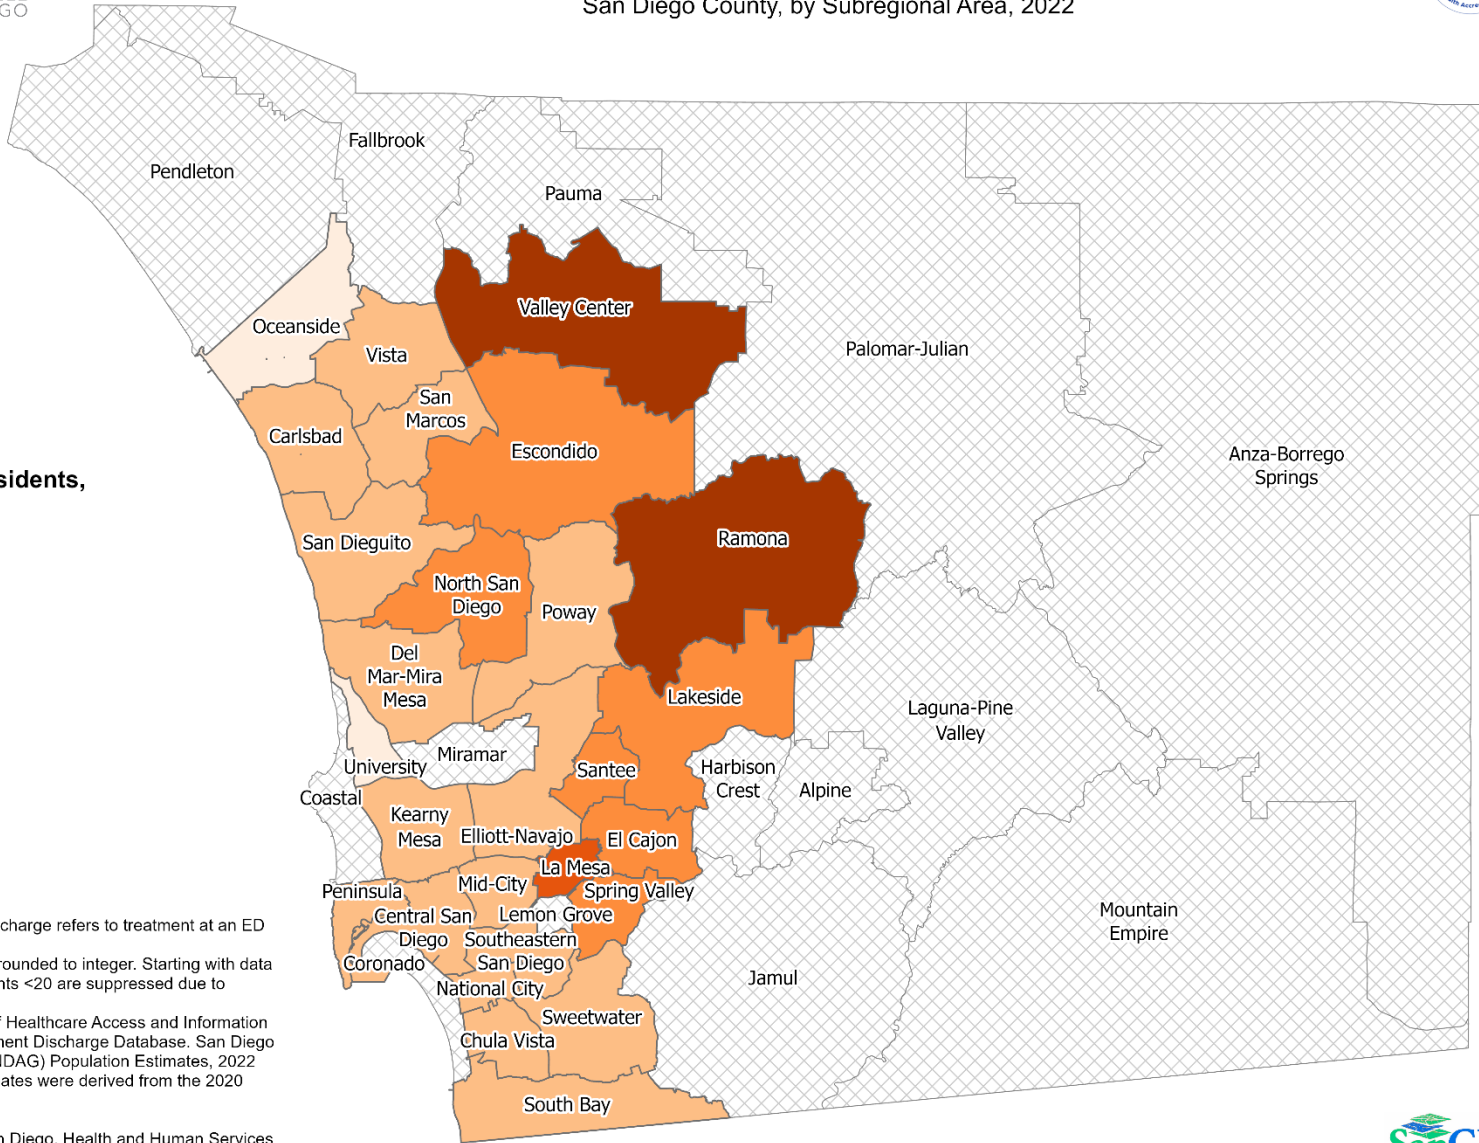 GO
San Diego County, by Subregional Area, 2022
Fallbrook
Pendleton
Pauma
Valley Center
Oceanside
Vista
Palomar-Julian
San
Marcos
Carlsbad
Escondido
Anza-Borrego
Springs
sidents,
Ramona
San Dieguito
North San
Diego
Poway
Del
Mar-Mira
Mesa
Lakeside
Laguna-Pine
Valley
Miramar
University
Santee
Harbison
Crest
Alpine
Coastal
Kearny
Mesa
Elliott-Navajo
El Cajon
La Mesa
Mid-City
Spring Valley
Peninsula
Central San
Diego
Lemon Grove
Mountain
Empire
Southeastern
San Diego
Coronado
National City
Jamul
Sweetwater
Chula Vista
South Bay
charge refers to treatment at an ED
rounded to integer. Starting with data
nts <20 are suppressed due to
f Healthcare Access and Information
nent Discharge Database. San Diego
NDAG) Population Estimates, 2022
ates were derived from the 2020
n Diego, Health and Human Services